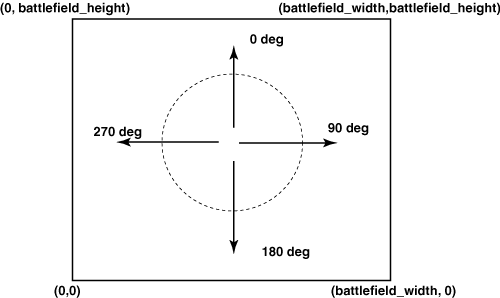 (0, battlefield_height) (battlefield_width,battlefield_height)
0 deg
270 deg 90 deg
180 deg
(0,0) (battlefield_width, 0)